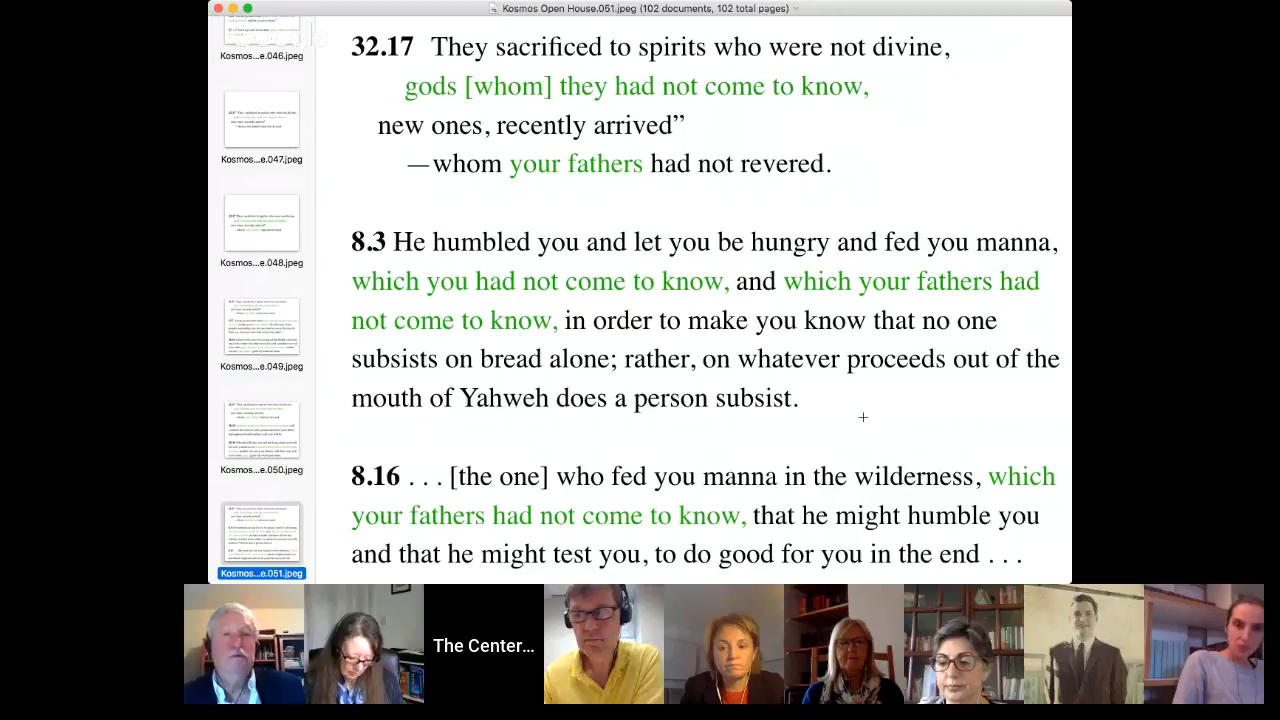 Kosmos Open House.051.jpeg (102 documents, 102 total pages)
Kosmos...e.046.jpeg
Kosmos...e.047.jpeg
Kosmos...e.048.jpeg
Kosmos...e.049.jpeg
Kosmos...e.050.jpeg
Kosmos...e.051.jpeg
32.17 They sacrificed to spirits who were not divine,
gods [whom] they had not come to know,
new ones, recently arrived”
—whom your fathers had not revered.
8.3 He humbled you and let you be hungry and fed you manna,
which you had not come to know, and which your fathers had
not come to know, in order to make you know that no one
subsists on bread alone; rather, on whatever proceeds out of the
mouth of Yahweh does a person subsist.
8.16 . . . [the one] who fed you manna in the wilderness, which
your fathers had not come to know, that he might humble you
and that he might test you, to do good for you in the end . . .
The Center...